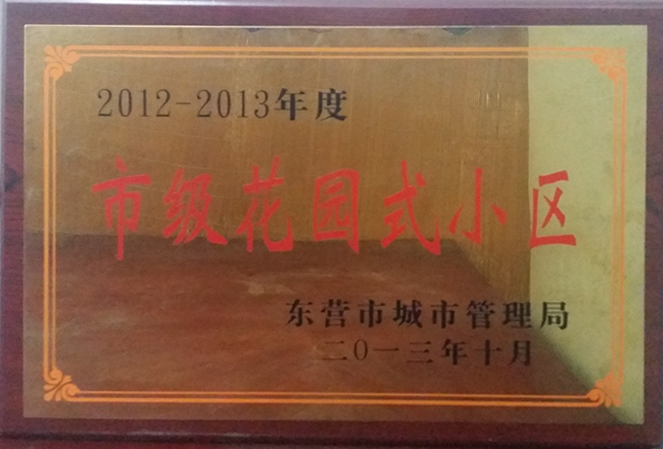 2012-2013年度
市级花园式小区
东营市城市管理局
二0一三年十月